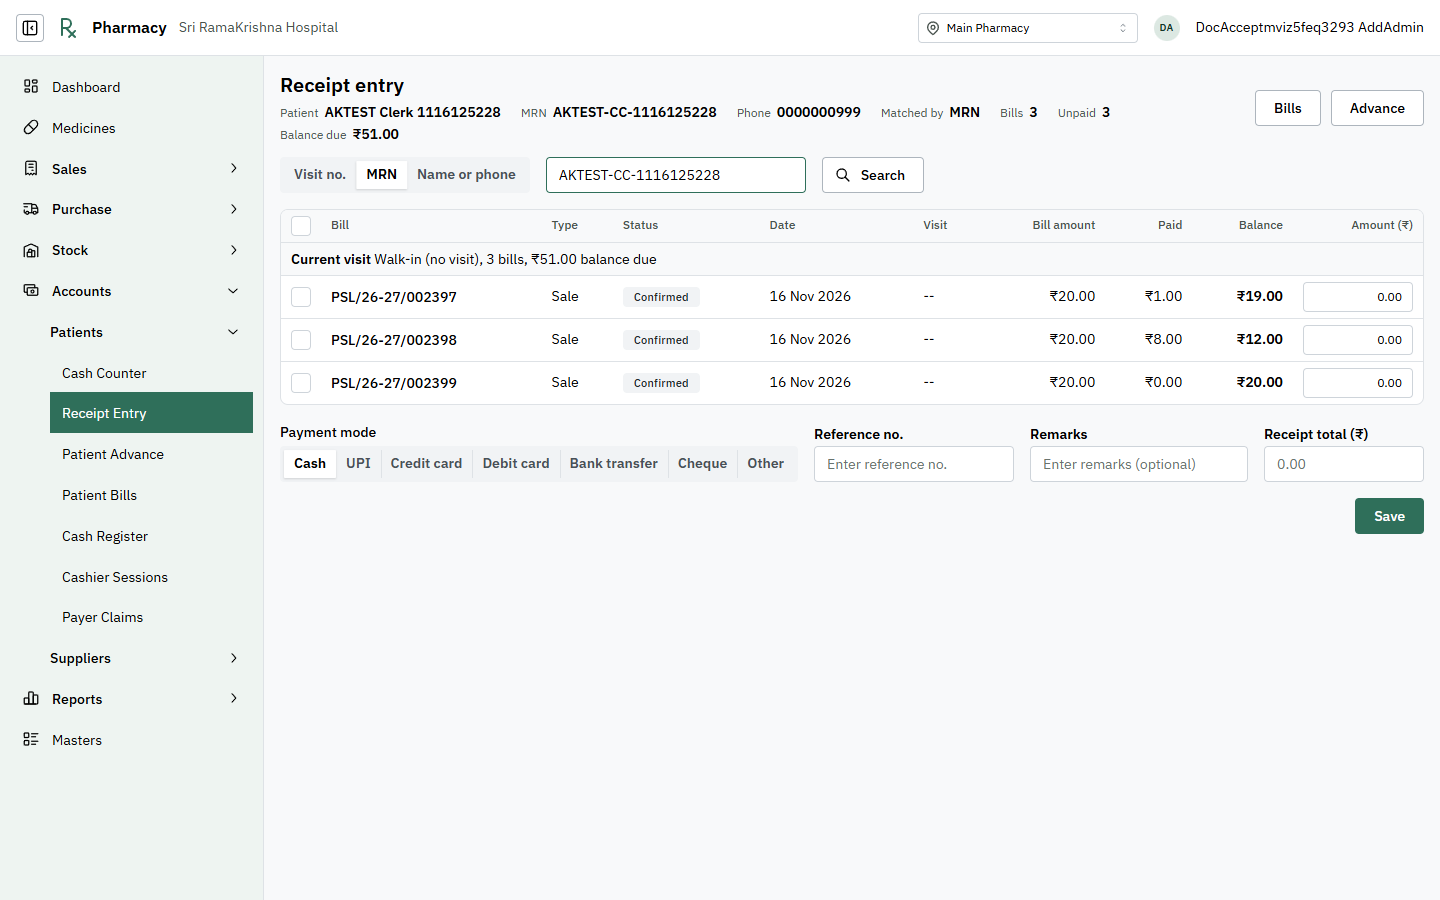 Pharmacy Sri RamaKrishna Hospital Main Pharmacy DA DocAcceptmviz5feq3293 AddAdmin
Dashboard
Medicines
Sales
Purchase
Stock
Accounts
Patients
Cash Counter
Receipt Entry
Patient Advance
Patient Bills
Cash Register
Cashier Sessions
Payer Claims
Suppliers
Reports
Masters
Receipt entry
Patient AKTEST Clerk 1116125228 MRN AKTEST-CC-1116125228 Phone 0000000999 Matched by MRN Bills 3 Unpaid 3
Balance due ₹51.00
Bills Advance
Visit no. MRN Name or phone AKTEST-CC-1116125228 Search
Bill Type Status Date Visit Bill amount Paid Balance Amount (₹)
Current visit Walk-in (no visit), 3 bills, ₹51.00 balance due
PSL/26-27/002397 Sale Confirmed 16 Nov 2026 -- ₹20.00 ₹1.00 ₹19.00 0.00
PSL/26-27/002398 Sale Confirmed 16 Nov 2026 -- ₹20.00 ₹8.00 ₹12.00 0.00
PSL/26-27/002399 Sale Confirmed 16 Nov 2026 -- ₹20.00 ₹0.00 ₹20.00 0.00
Payment mode Reference no. Remarks Receipt total (₹)
Cash UPI Credit card Debit card Bank transfer Cheque Other Enter reference no. Enter remarks (optional) 0.00
Save